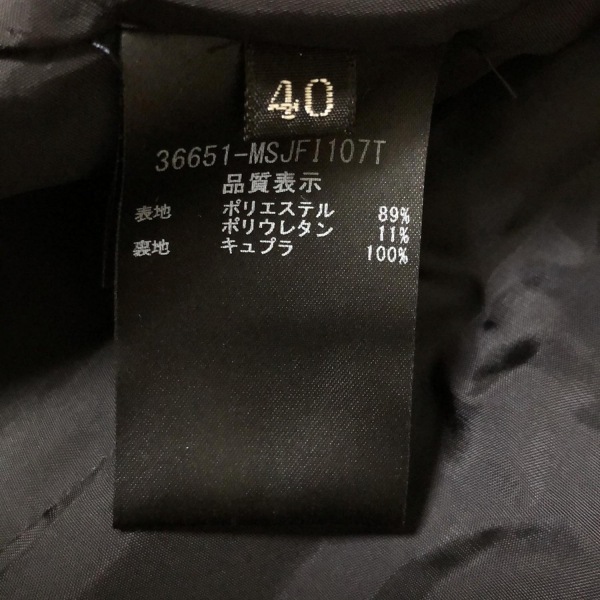 40
36651-MSJFI107T
品質表示
表地 ポリエステル 89%
ポリウレタン 11%
裏地 キュプラ 100%